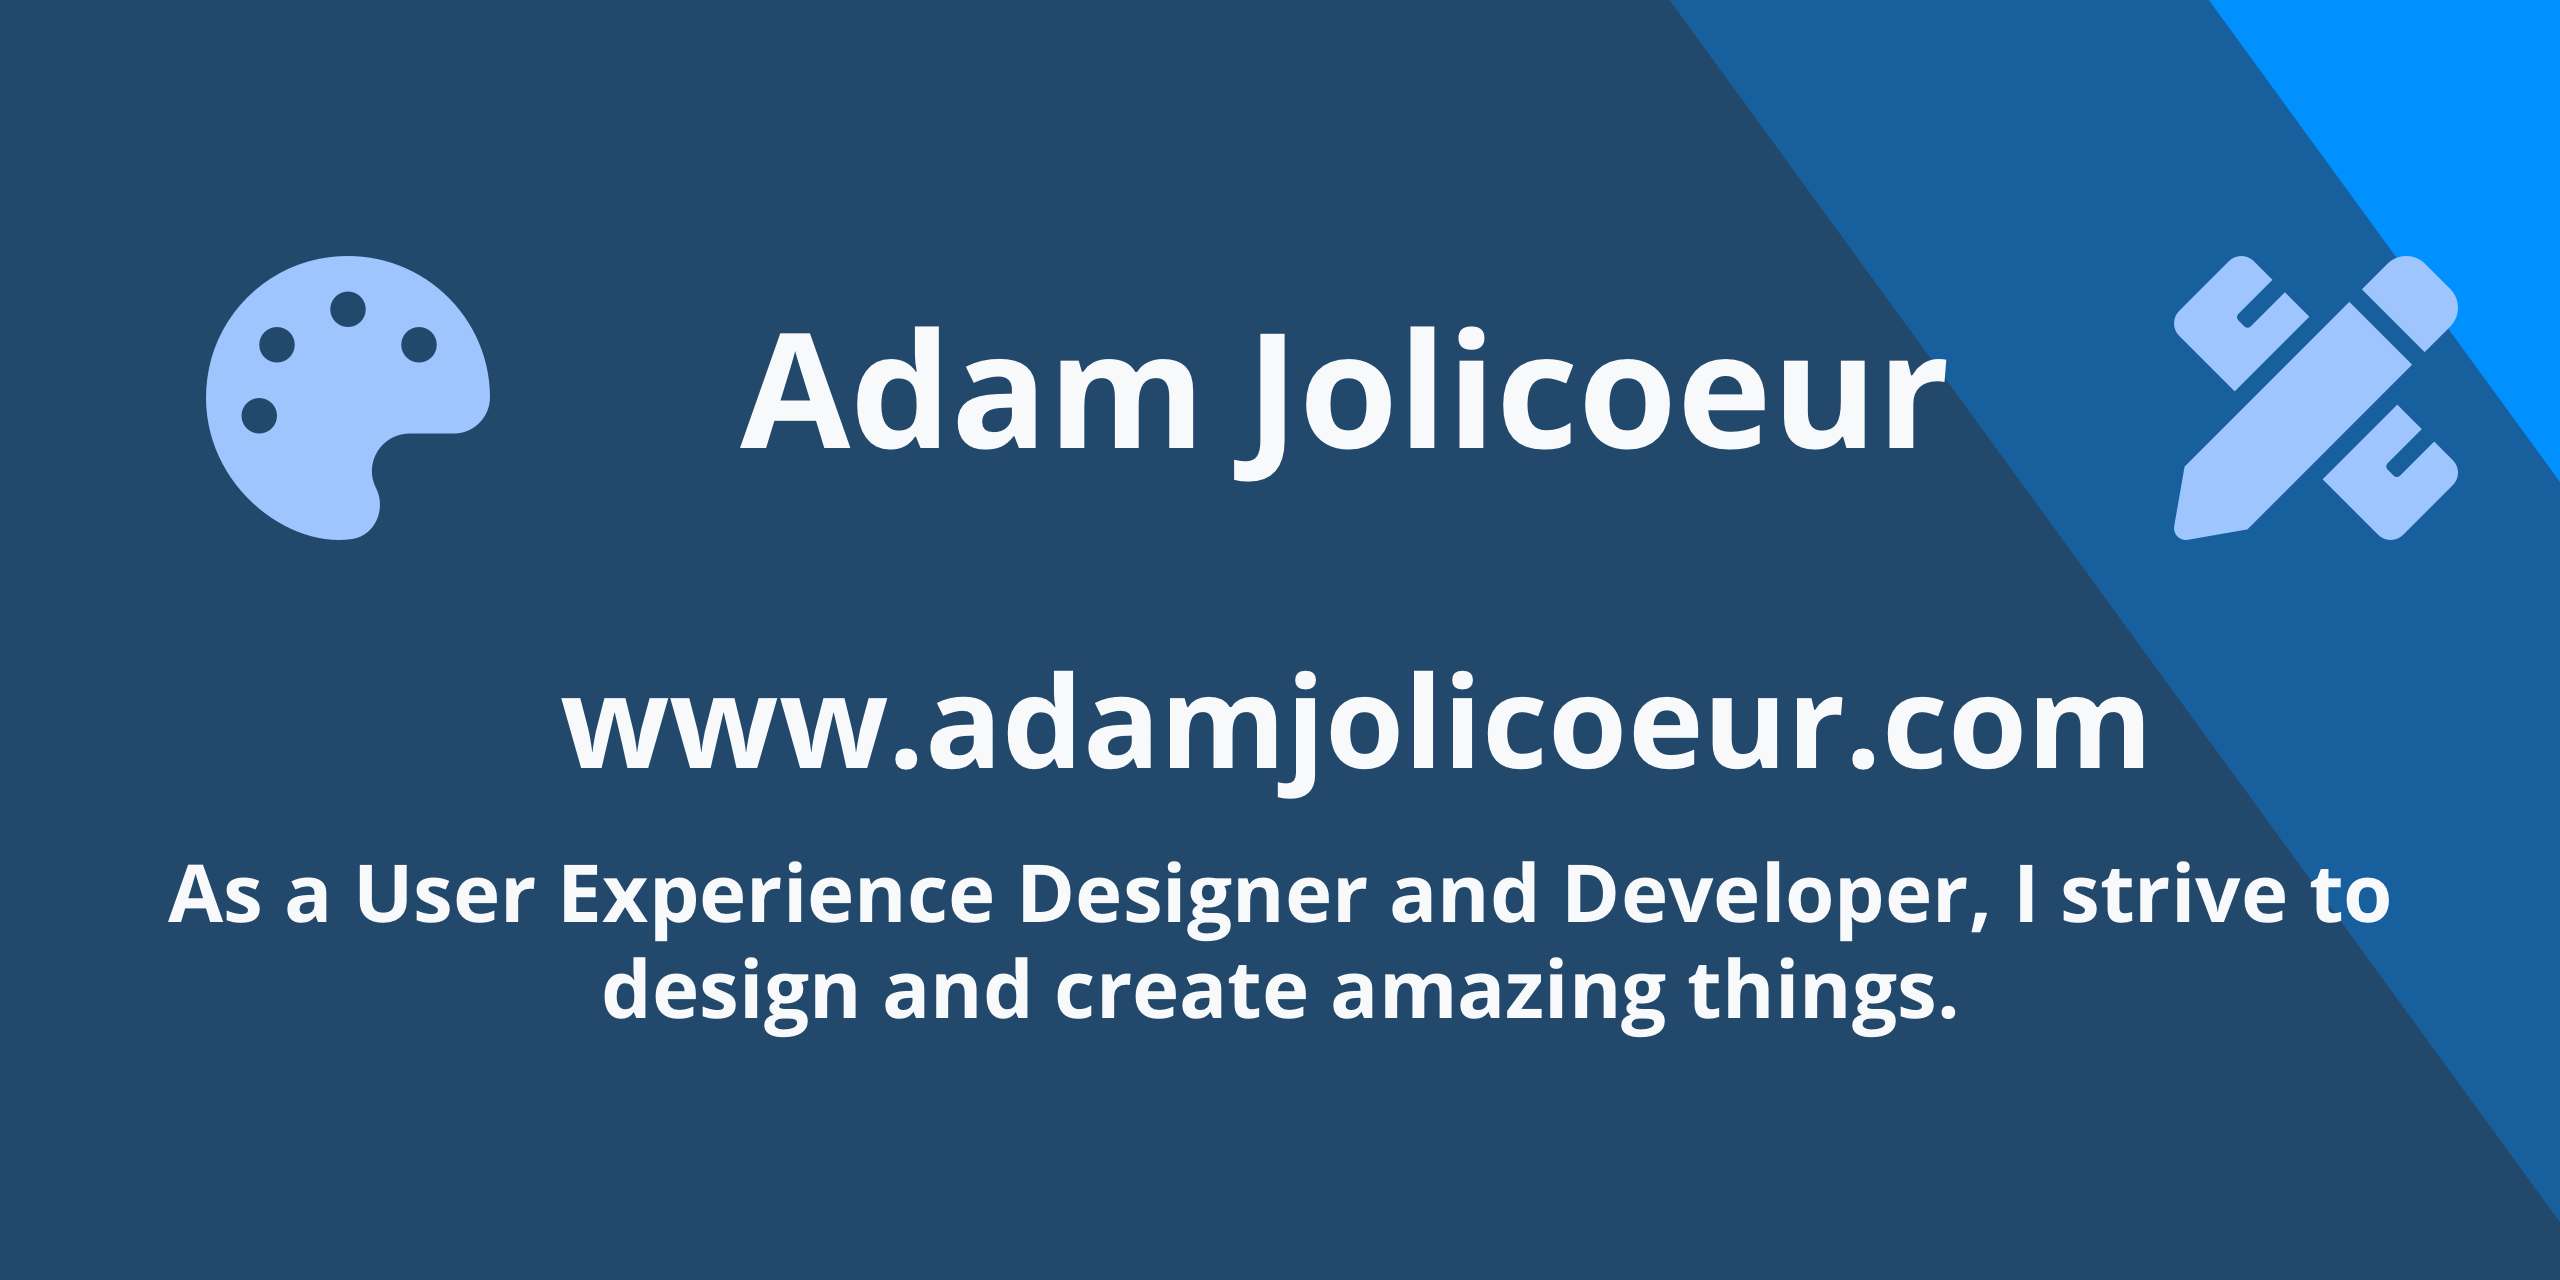 Adam Jolicoeur
www.adamjolicoeur.com
As a User Experience Designer and Developer, I strive to
design and create amazing things.